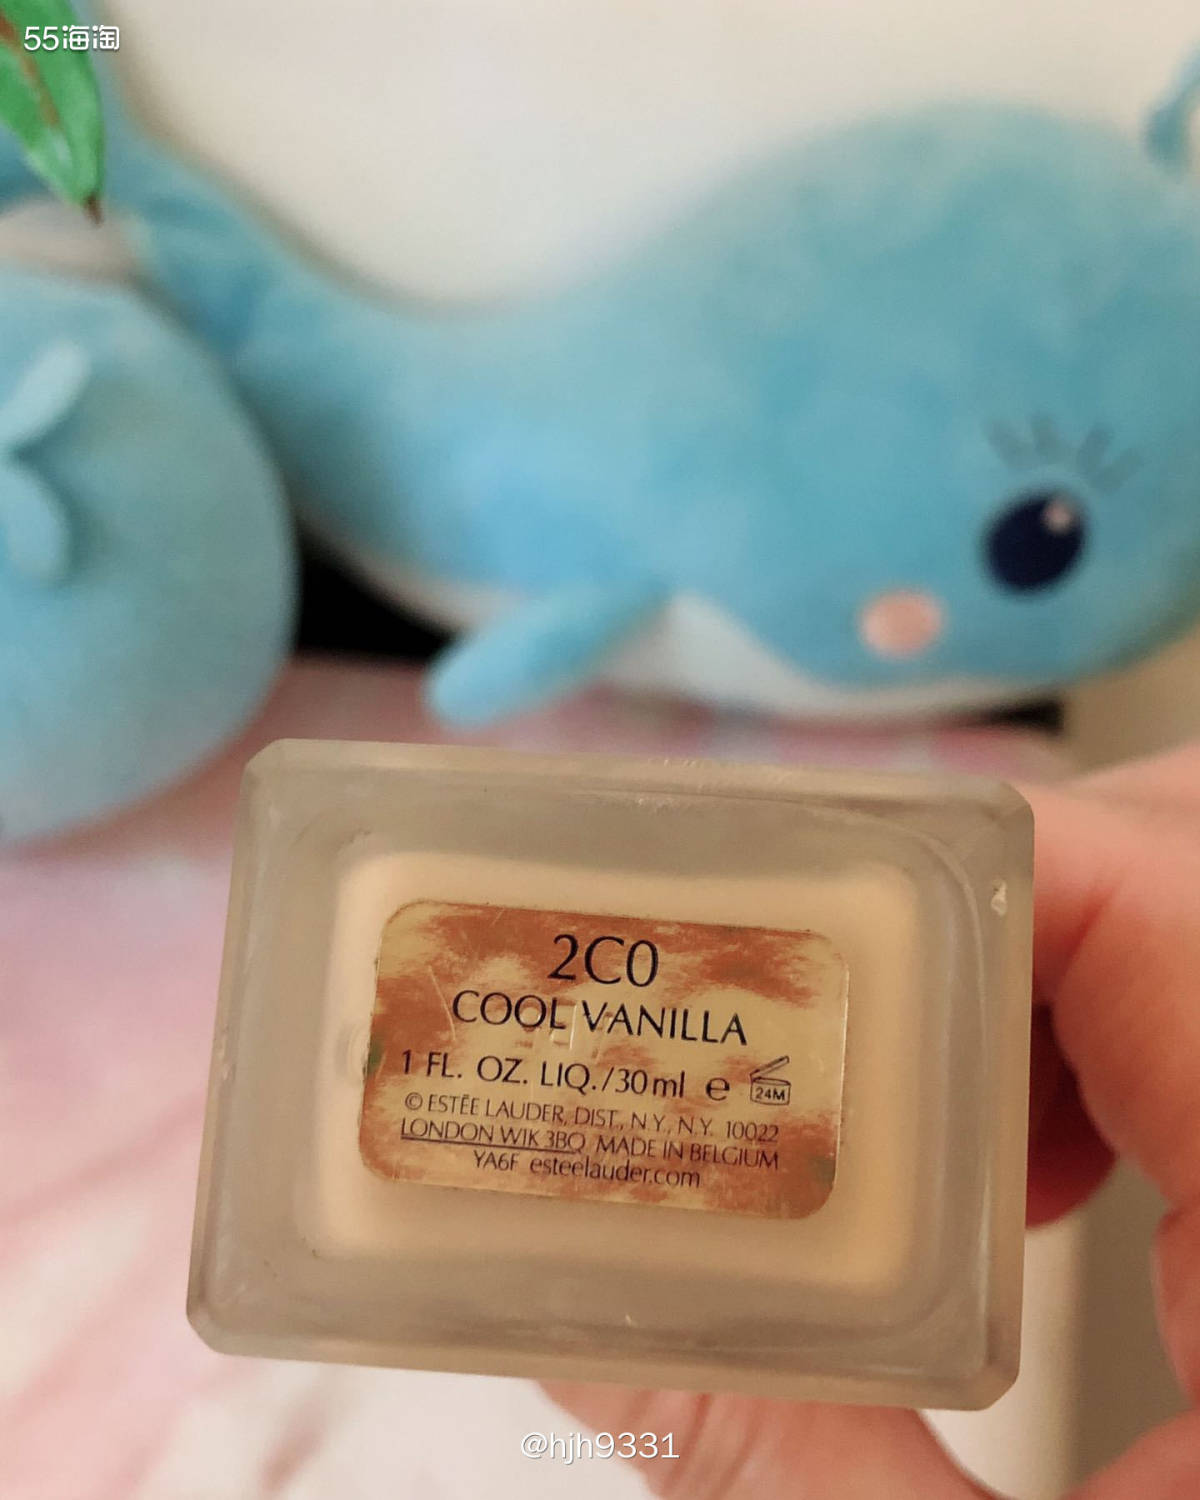 55海淘
2C0
COOL VANILLA
1 FL. OZ. LIQ./30ml e 24M
© ESTĒE LAUDER, DIST., N.Y., N.Y. 10022
LONDON W1K 3BQ MADE IN BELGIUM
YA6F esteelauder.com
@hjh9331